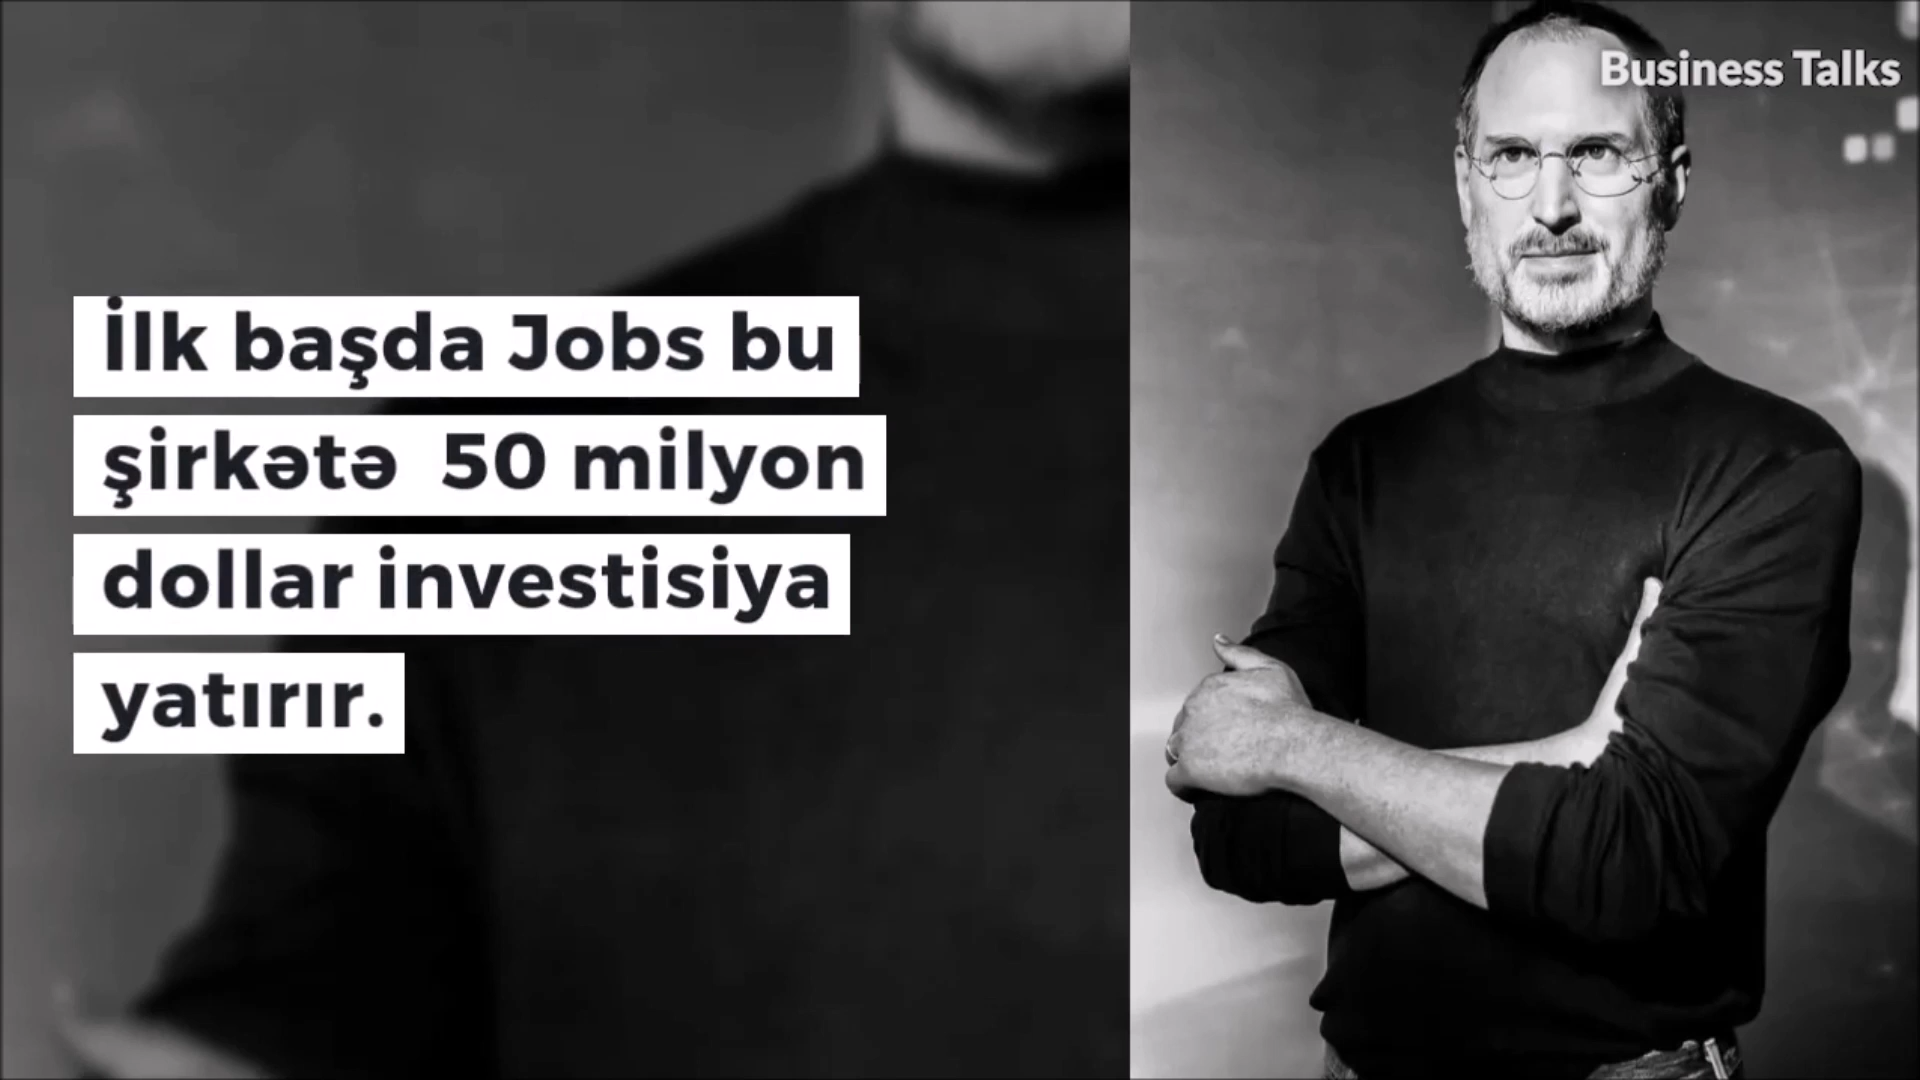 Business Talks
İlk başda Jobs bu
şirkətə 50 milyon
dollar investisiya
yatırır.